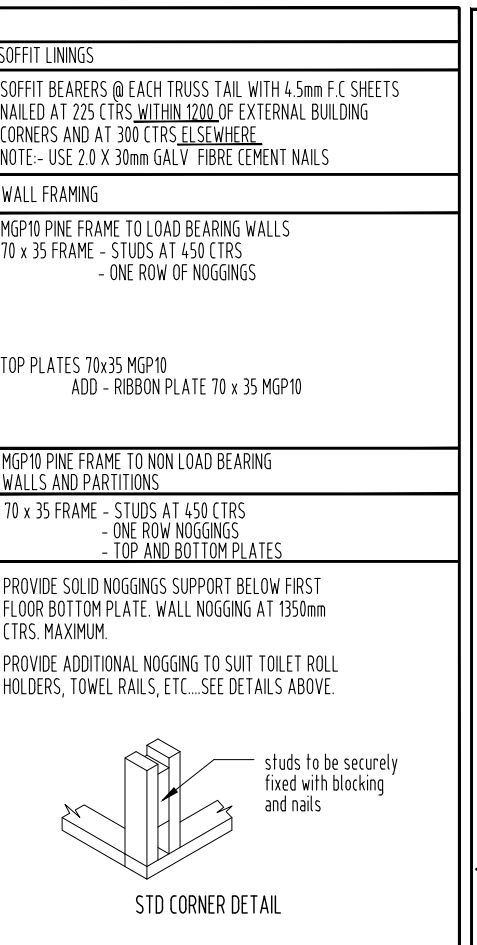 SOFFIT LININGS
SOFFIT BEARERS @ EACH TRUSS TAIL WITH 4.5mm F.C SHEETS
NAILED AT 225 CTRS WITHIN 1200 OF EXTERNAL BUILDING
CORNERS AND AT 300 CTRS ELSEWHERE
NOTE:- USE 2.0 X 30mm GALV FIBRE CEMENT NAILS
WALL FRAMING
MGP10 PINE FRAME TO LOAD BEARING WALLS
70 x 35 FRAME - STUDS AT 450 CTRS
- ONE ROW OF NOGGINGS
TOP PLATES 70x35 MGP10
ADD - RIBBON PLATE 70 x 35 MGP10
MGP10 PINE FRAME TO NON LOAD BEARING
WALLS AND PARTITIONS
70 x 35 FRAME - STUDS AT 450 CTRS
- ONE ROW NOGGINGS
- TOP AND BOTTOM PLATES
PROVIDE SOLID NOGGINGS SUPPORT BELOW FIRST
FLOOR BOTTOM PLATE. WALL NOGGING AT 1350mm
CTRS. MAXIMUM.
PROVIDE ADDITIONAL NOGGING TO SUIT TOILET ROLL
HOLDERS, TOWEL RAILS, ETC....SEE DETAILS ABOVE.
studs to be securely
fixed with blocking
and nails
STD CORNER DETAIL